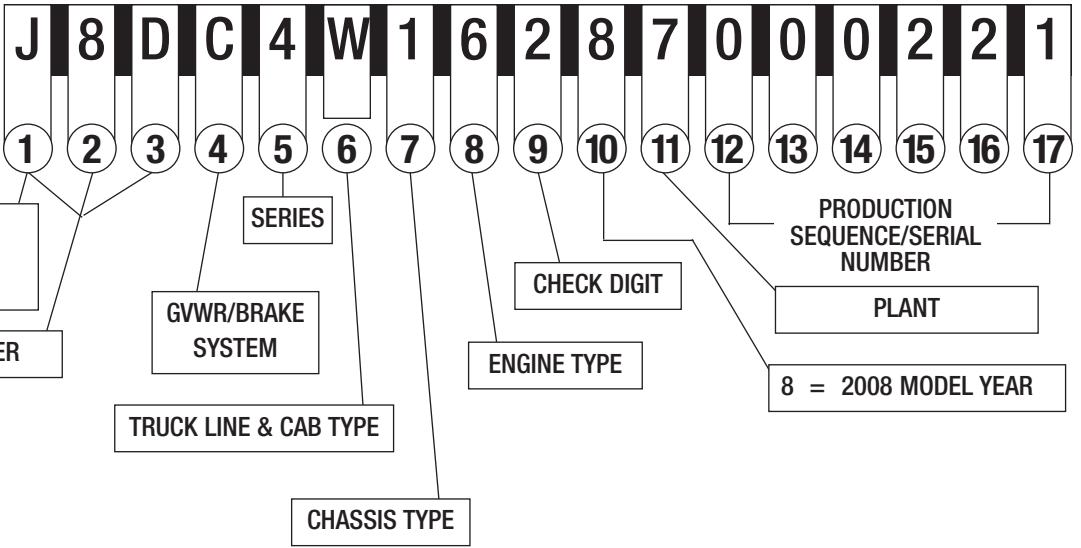 J 8 D C 4 W 1 6 2 8 7 0 0 0 2 2 1
1 2 3 4 5 6 7 8 9 10 11 12 13 14 15 16 17
SERIES
PRODUCTION
SEQUENCE/SERIAL
NUMBER
CHECK DIGIT
GVWR/BRAKE
SYSTEM
PLANT
ER
ENGINE TYPE
8 = 2008 MODEL YEAR
TRUCK LINE & CAB TYPE
CHASSIS TYPE